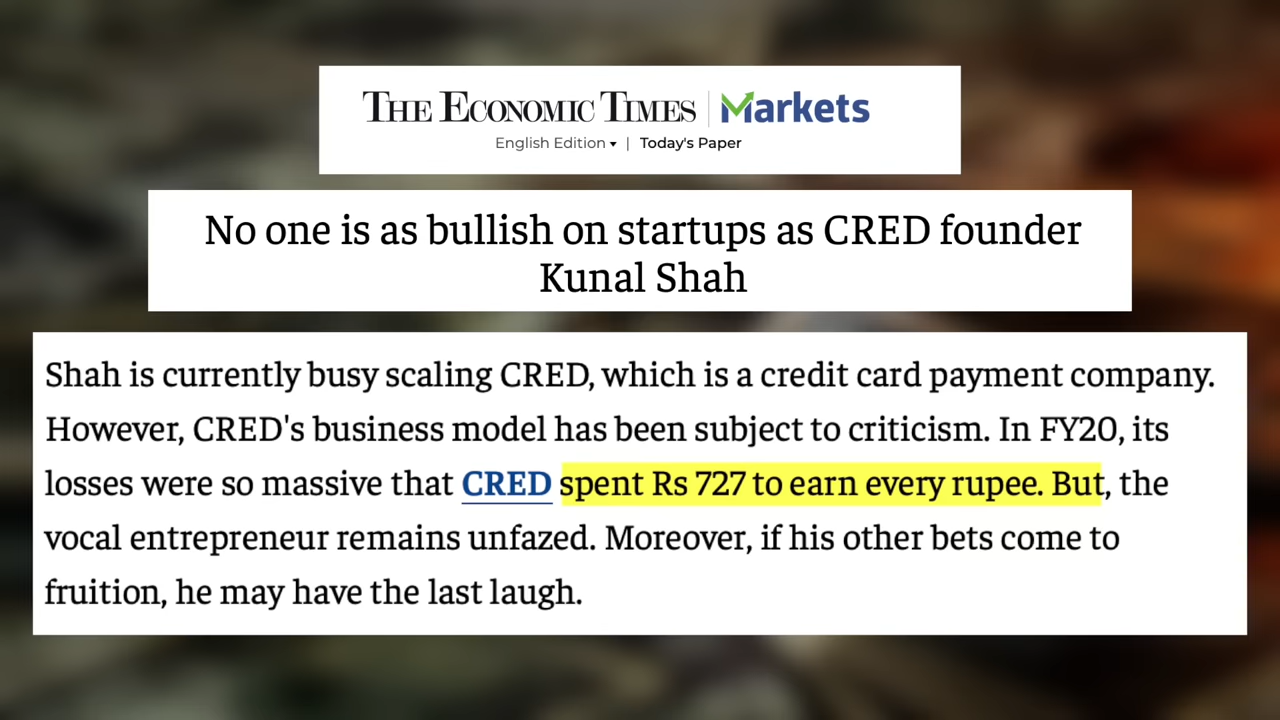 THE ECONOMIC TIMES | Markets
English Edition ▾ | Today's Paper
No one is as bullish on startups as CRED founder
Kunal Shah
Shah is currently busy scaling CRED, which is a credit card payment company.
However, CRED's business model has been subject to criticism. In FY20, its
losses were so massive that CRED spent Rs 727 to earn every rupee. But, the
vocal entrepreneur remains unfazed. Moreover, if his other bets come to
fruition, he may have the last laugh.